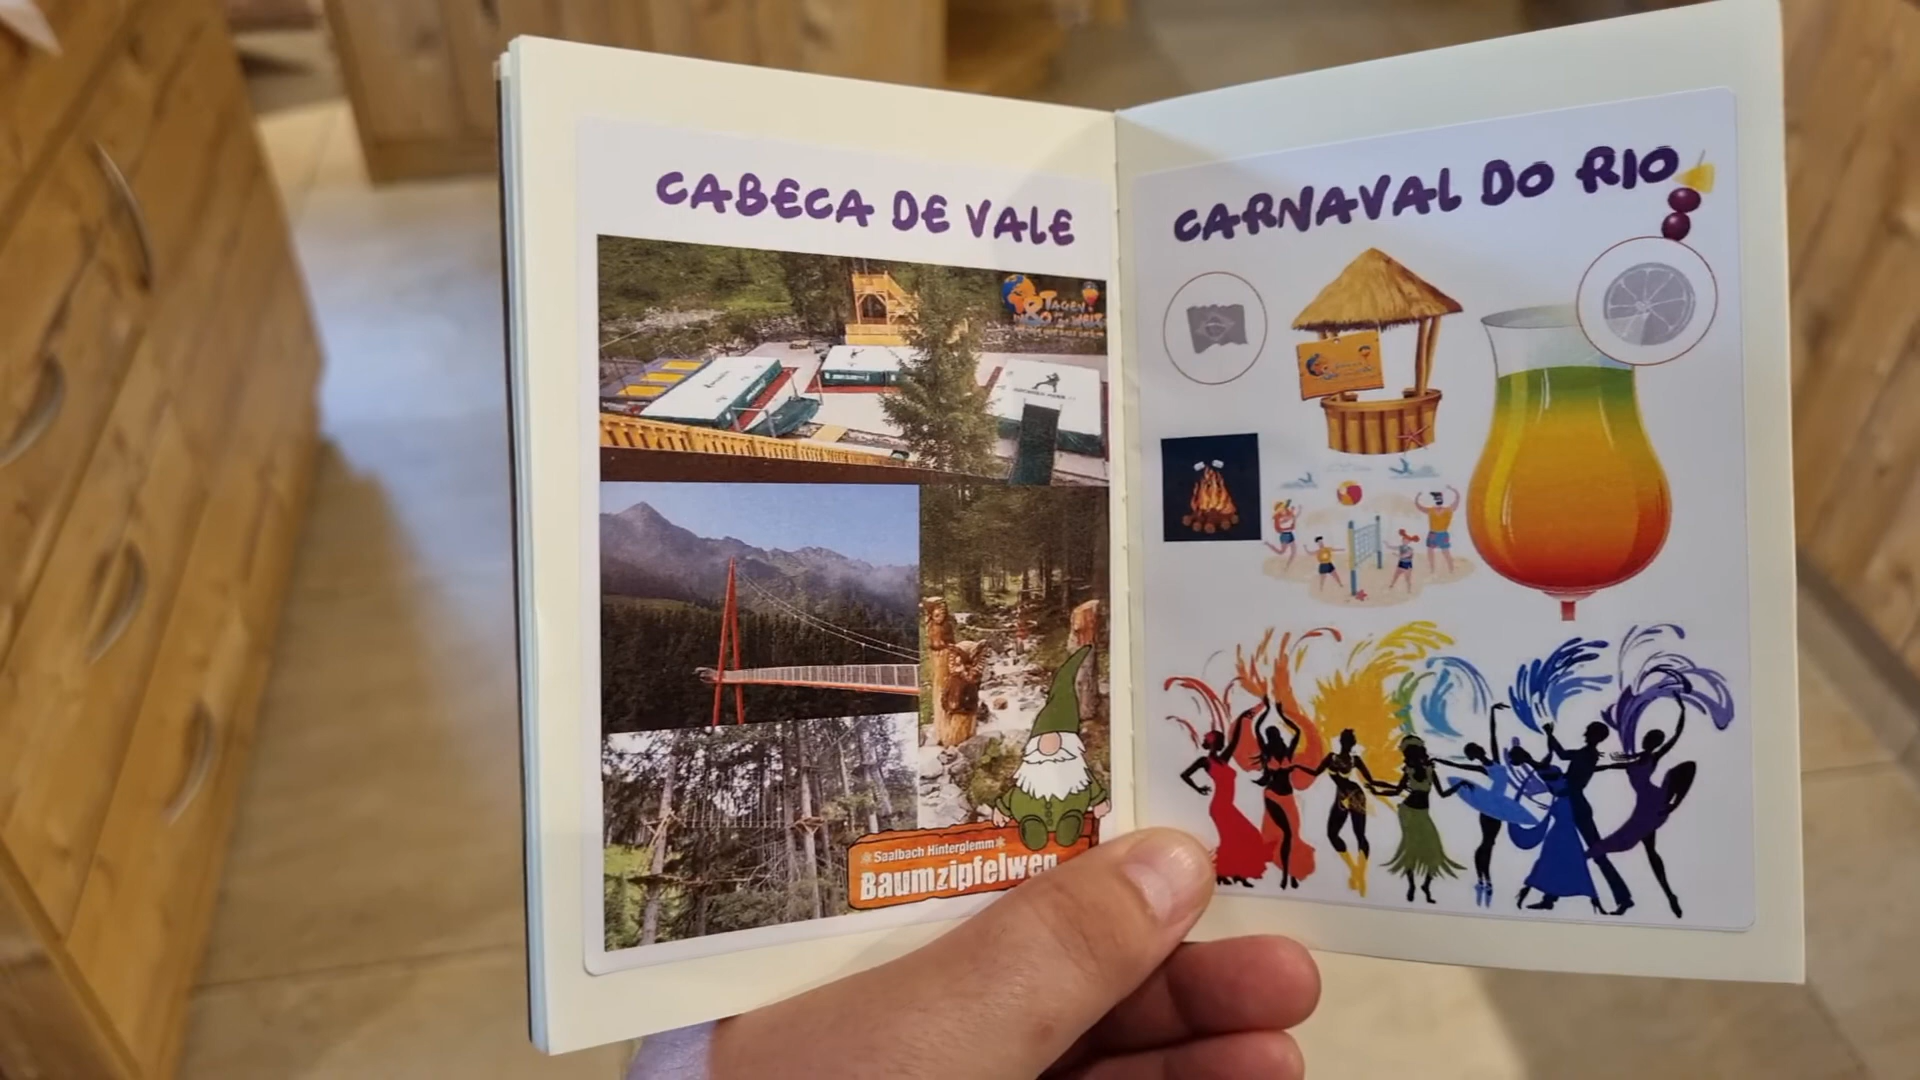 CABECA DE VALE
CARNAVAL DO RIO
Saalbach Hinterglemm
Baumzipfelweg